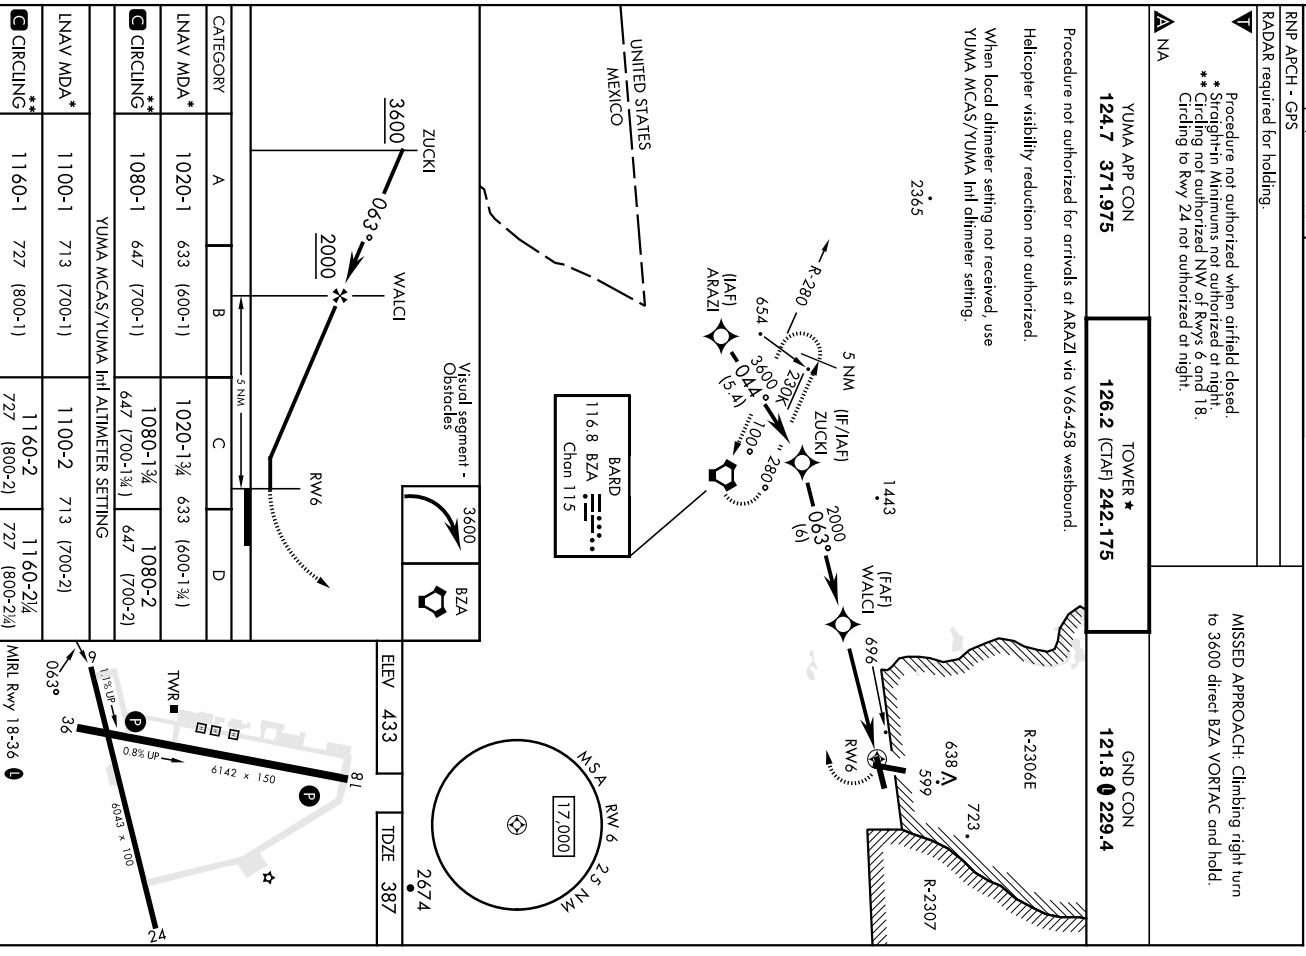 RNP APCH - GPS
RADAR required for holding.
T
A NA
Procedure not authorized when airfield closed.
* Straight-in Minimums not authorized at night.
** Circling not authorized NW of Rwys 6 and 18.
Circling to Rwy 24 not authorized at night.
MISSED APPROACH: Climbing right turn
to 3600 direct BZA VORTAC and hold.
YUMA APP CON
124.7 371.975
TOWER ★
126.2 (CTAF) 242.175
GND CON
121.8 L 229.4
Procedure not authorized for arrivals at ARAZI via V66-458 westbound.
Helicopter visibility reduction not authorized.
When local altimeter setting not received, use
YUMA MCAS/YUMA Intl altimeter setting.
2365
1443
R-2306E
R-2307
638
599
723
696
RW6
(FAF)
WALCI
2000
063°
(6)
(IF/IAF)
ZUCKI
5 NM
R-280
654
230K
3600
044°
(5.4)
100°
280°
(IAF)
ARAZI
UNITED STATES
MEXICO
BARD
116.8 BZA
Chan 115
MSA RW 6 25 NM
17,000
2674
Visual segment -
Obstacles
3600
BZA
ZUCKI
3600
063°
WALCI
2000
RW6
5 NM
ELEV 433
TDZE 387
CATEGORY A B C D
LNAV MDA* 1020-1 633 (600-1) 1020-1¾ 633 (600-1¾)
C CIRCLING** 1080-1 647 (700-1) 1080-1¾ 647 (700-1¾) 1080-2 647 (700-2)
YUMA MCAS/YUMA Intl ALTIMETER SETTING
LNAV MDA* 1100-1 713 (700-1) 1100-2 713 (700-2)
C CIRCLING** 1160-1 727 (800-1) 1160-2 727 (800-2) 1160-2¼ 727 (800-2¼)
TWR
P
P
18
36
6
24
0.8% UP
6142 x 150
1.1% UP
6043 x 100
063°
MIRL Rwy 18-36 L